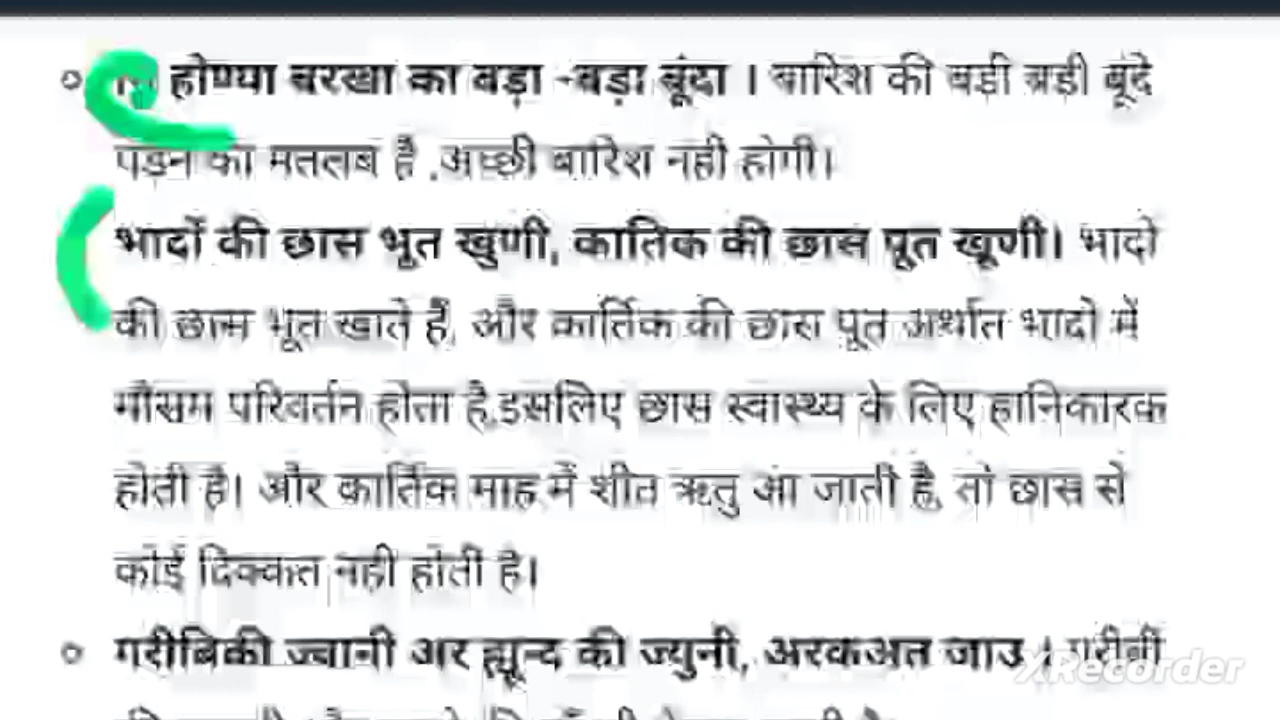 होण्या बरखा का बड़ा -बड़ा बूंदा । बारिश की बडी बडी बूंदे
पड़ने का मतलब है ,अच्छी बारिश नही होगी।
भादों की छास भूत खुणी, कातिक की छास पूत खूणी। भादो
की छास भूत खाते हैं, और कार्तिक की छास पूत अर्थात भादो में
मौसम परिवर्तन होता है,इसलिए छास स्वास्थ्य के लिए हानिकारक
होती है। और कार्तिक माह में शीत ऋतु आ जाती है, तो छास से
कोई दिक्कत नही होती है।
गरीबिकी ज्वानी अर ह्यून्द की ज्युनी, अरकअत जाउ । गरीबी
XRecorder